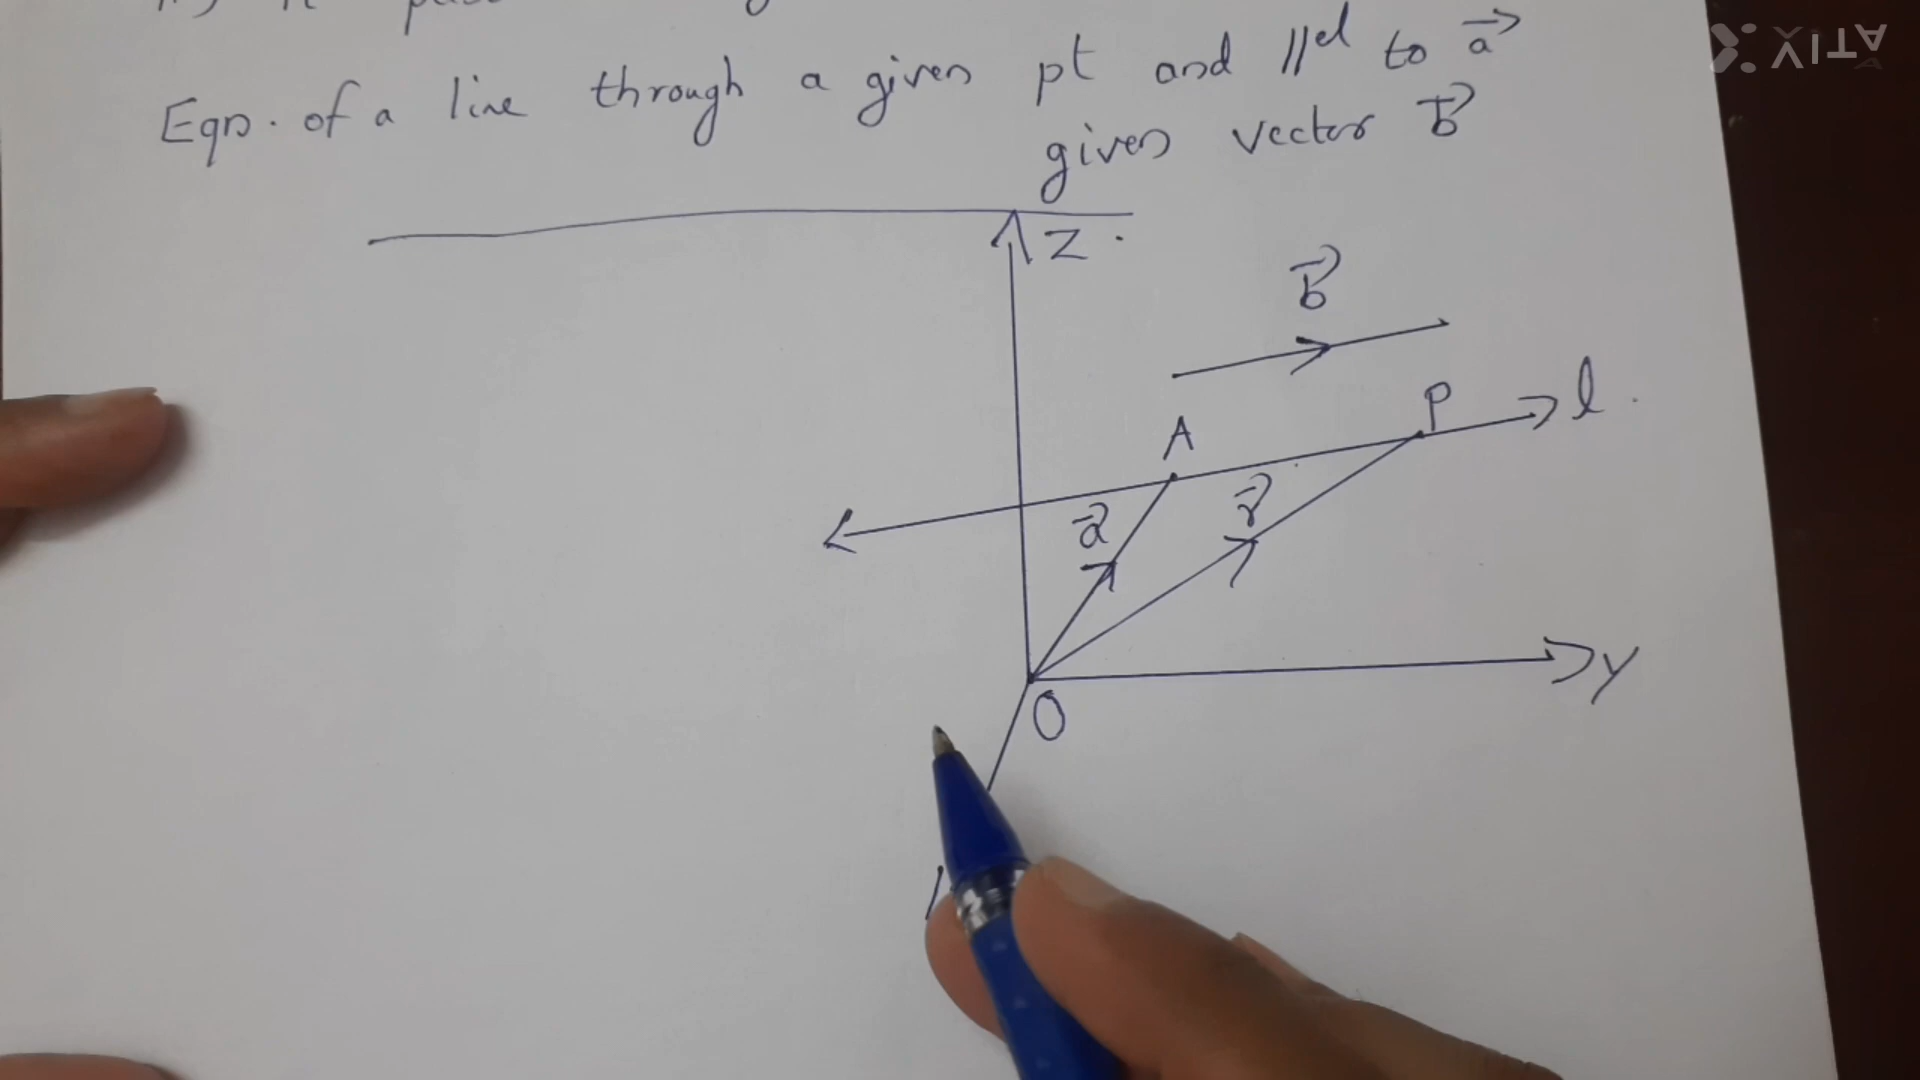 Eqn. of a line through a given pt and ||el to a→
given vector b→
Z
b→
P
l
A
a→
r→
y
O